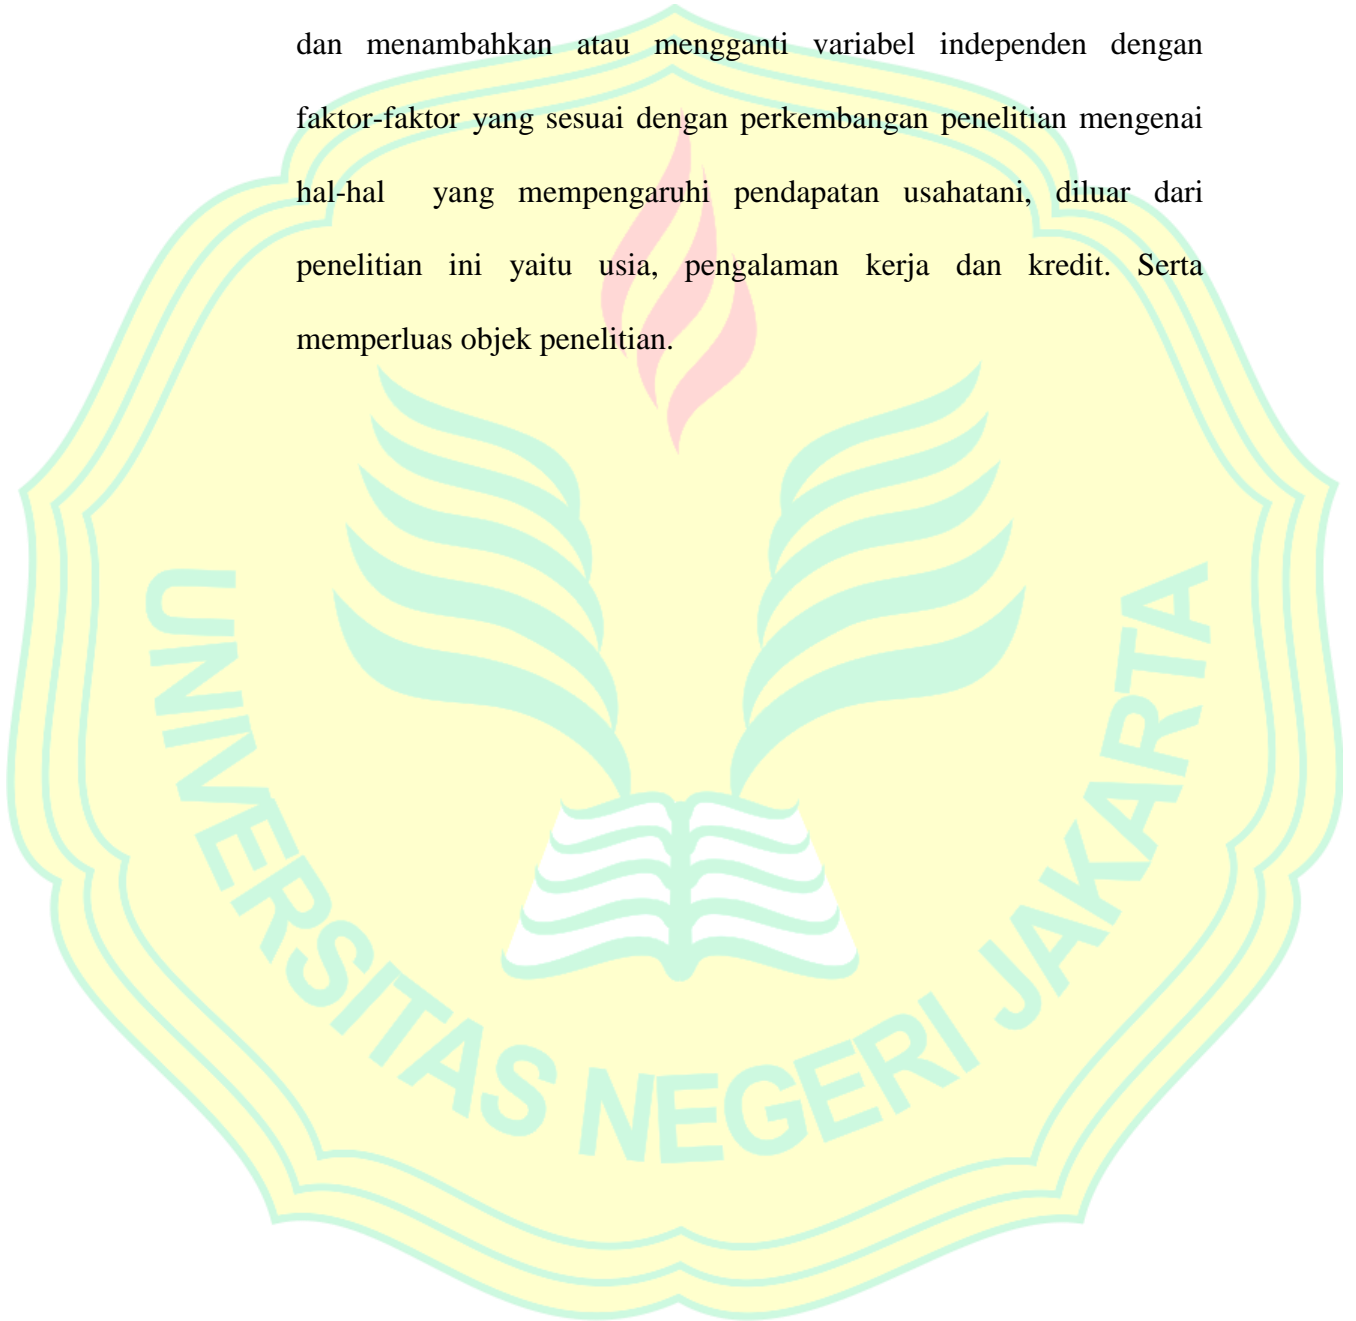 dan menambahkan atau mengganti variabel independen dengan
faktor-faktor yang sesuai dengan perkembangan penelitian mengenai
hal-hal yang mempengaruhi pendapatan usahatani, diluar dari
penelitian ini yaitu usia, pengalaman kerja dan kredit. Serta
memperluas objek penelitian.
UNIVERSITAS NEGERI JAKARTA